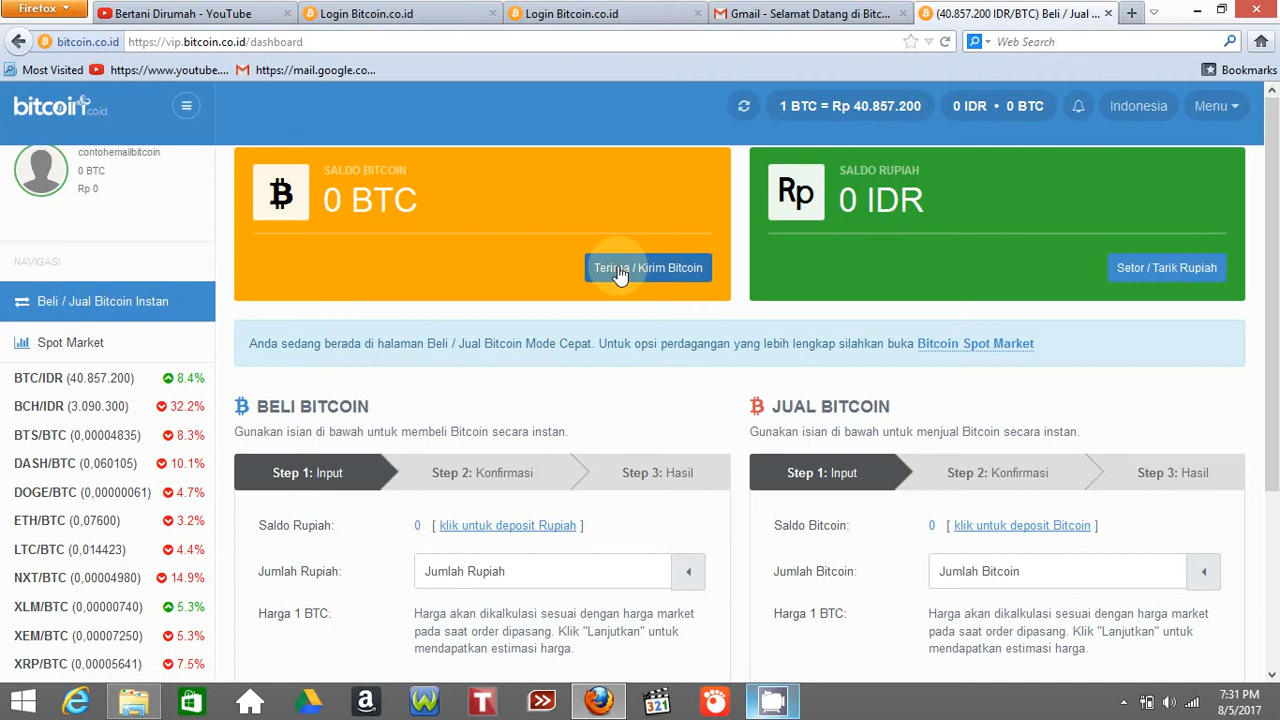 Firefox
Bertani Dirumah - YouTube
Login Bitcoin.co.id
Login Bitcoin.co.id
Gmail - Selamat Datang di Bitc...
(40.857.200 IDR/BTC) Beli / Jual ...
bitcoin.co.id
https://vip.bitcoin.co.id/dashboard
Web Search
Most Visited
https://www.youtube....
https://mail.google.co...
Bookmarks
bitcoin.co.id
1 BTC = Rp 40.857.200
0 IDR • 0 BTC
Indonesia
Menu
contohemailbitcoin
0 BTC
Rp 0
SALDO BITCOIN
0 BTC
Terima / Kirim Bitcoin
Rp
SALDO RUPIAH
0 IDR
Setor / Tarik Rupiah
NAVIGASI
Beli / Jual Bitcoin Instan
Spot Market
BTC/IDR (40.857.200) 8.4%
BCH/IDR (3.090.300) 32.2%
BTS/BTC (0,00004835) 8.3%
DASH/BTC (0,060105) 10.1%
DOGE/BTC (0,00000061) 4.7%
ETH/BTC (0,07600) 3.2%
LTC/BTC (0,014423) 4.4%
NXT/BTC (0,00004980) 14.9%
XLM/BTC (0,00000740) 5.3%
XEM/BTC (0,00007250) 5.3%
XRP/BTC (0,00005641) 7.5%
Anda sedang berada di halaman Beli / Jual Bitcoin Mode Cepat. Untuk opsi perdagangan yang lebih lengkap silahkan buka Bitcoin Spot Market
BELI BITCOIN
Gunakan isian di bawah untuk membeli Bitcoin secara instan.
Step 1: Input
Step 2: Konfirmasi
Step 3: Hasil
Saldo Rupiah: 0 [ klik untuk deposit Rupiah ]
Jumlah Rupiah: Jumlah Rupiah
Harga 1 BTC: Harga akan dikalkulasi sesuai dengan harga market
pada saat order dipasang. Klik "Lanjutkan" untuk
mendapatkan estimasi harga.
JUAL BITCOIN
Gunakan isian di bawah untuk menjual Bitcoin secara instan.
Step 1: Input
Step 2: Konfirmasi
Step 3: Hasil
Saldo Bitcoin: 0 [ klik untuk deposit Bitcoin ]
Jumlah Bitcoin: Jumlah Bitcoin
Harga 1 BTC: Harga akan dikalkulasi sesuai dengan harga market
pada saat order dipasang. Klik "Lanjutkan" untuk
mendapatkan estimasi harga.
321
7:31 PM
8/5/2017